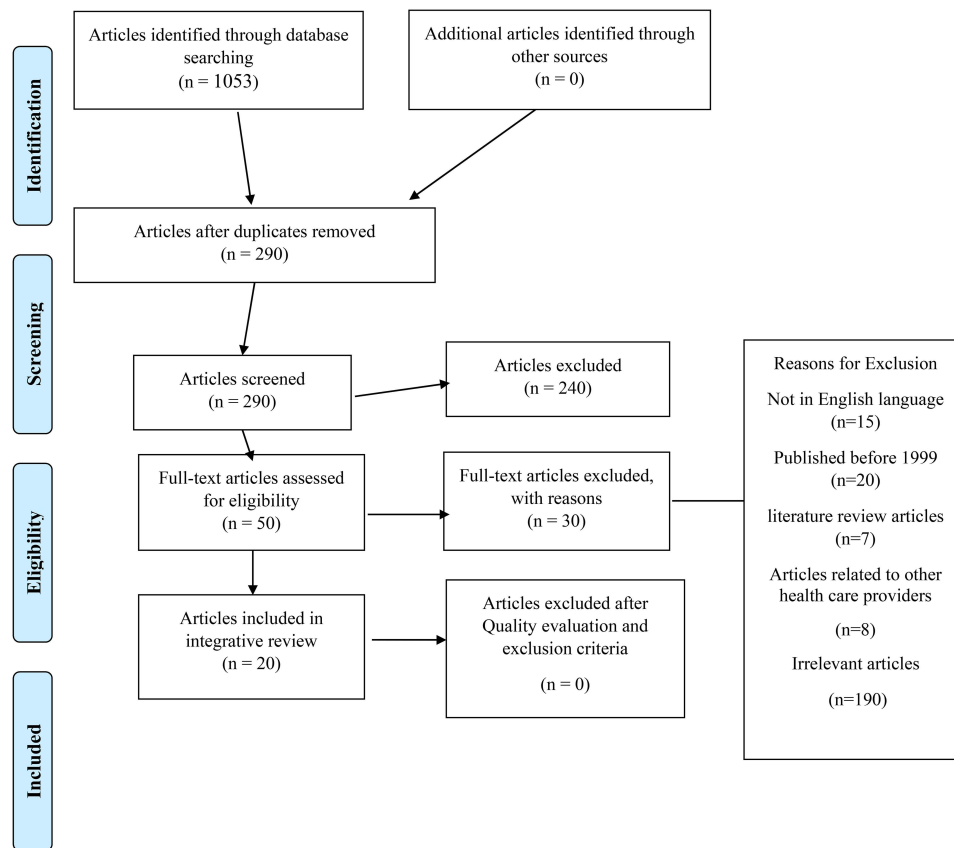 Identification
Articles identified through database
searching
(n = 1053)
Additional articles identified through
other sources
(n = 0)
Articles after duplicates removed
(n = 290)
Screening
Articles screened
(n = 290)
Articles excluded
(n = 240)
Eligibility
Full-text articles assessed
for eligibility
(n = 50)
Full-text articles excluded,
with reasons
(n = 30)
Reasons for Exclusion
Not in English language
(n=15)
Published before 1999
(n=20)
literature review articles
(n=7)
Articles related to other
health care providers
(n=8)
Irrelevant articles
(n=190)
Included
Articles included in
integrative review
(n = 20)
Articles excluded after
Quality evaluation and
exclusion criteria
(n = 0)